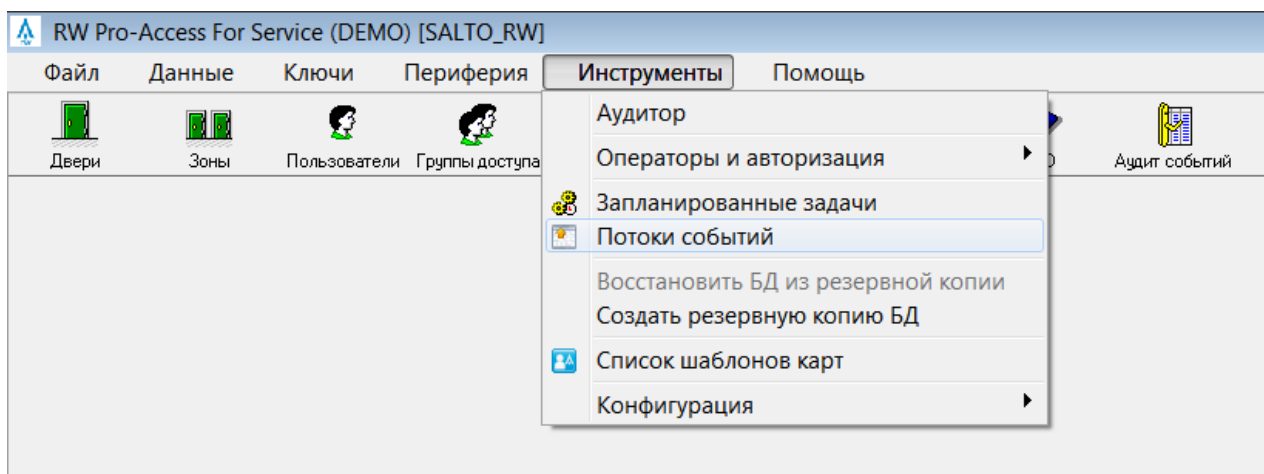 RW Pro-Access For Service (DEMO) [SALTO_RW]
Файл Данные Ключи Периферия Инструменты Помощь
Двери Зоны Пользователи Группы доступа Аудит событий
Аудитор
Операторы и авторизация
Запланированные задачи
Потоки событий
Восстановить БД из резервной копии
Создать резервную копию БД
Список шаблонов карт
Конфигурация